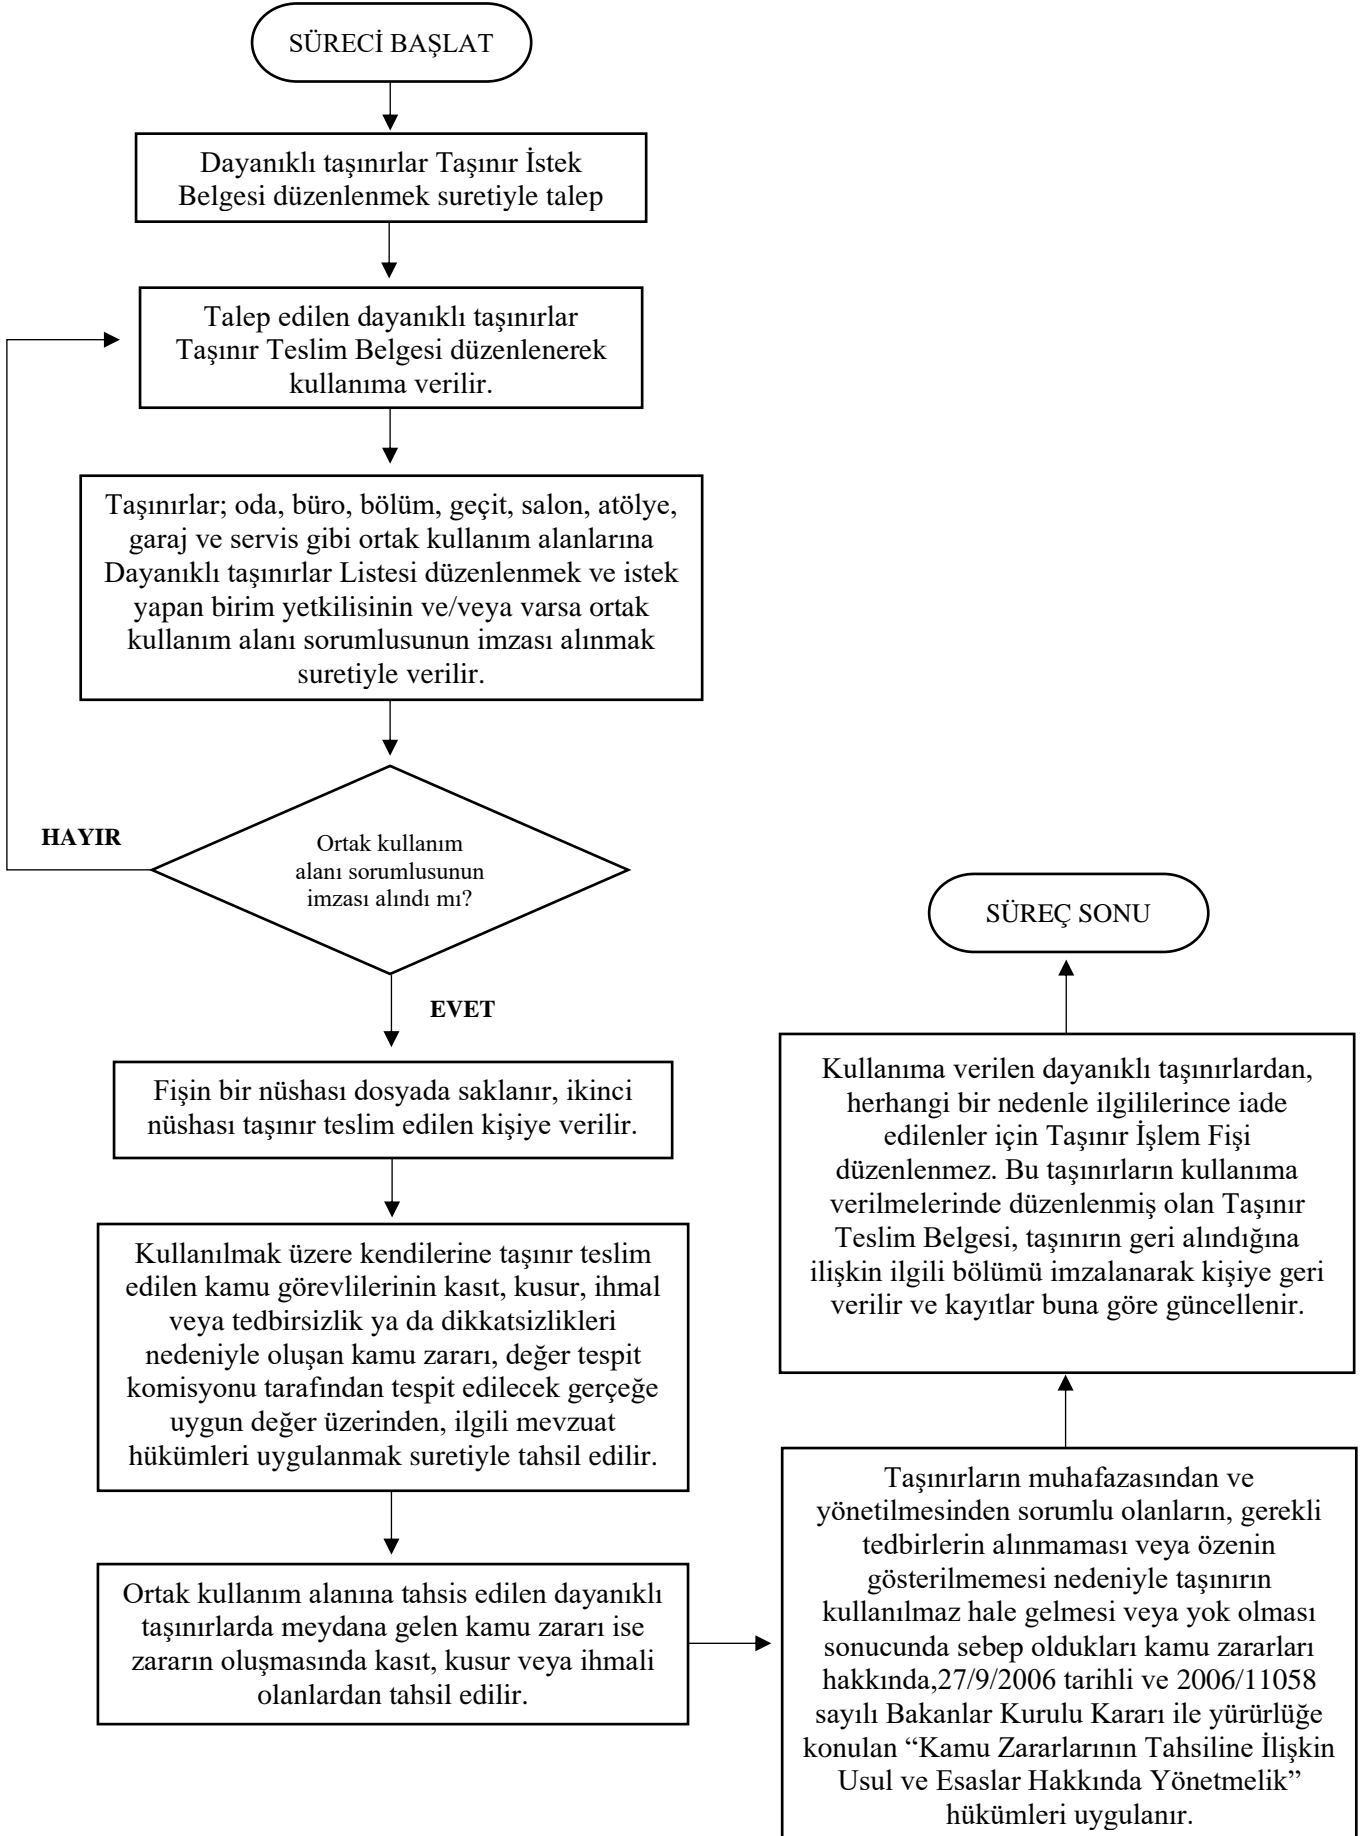 SÜRECİ BAŞLAT
Dayanıklı taşınırlar Taşınır İstek
Belgesi düzenlenmek suretiyle talep
Talep edilen dayanıklı taşınırlar
Taşınır Teslim Belgesi düzenlenerek
kullanıma verilir.
Taşınırlar; oda, büro, bölüm, geçit, salon, atölye,
garaj ve servis gibi ortak kullanım alanlarına
Dayanıklı taşınırlar Listesi düzenlenmek ve istek
yapan birim yetkilisinin ve/veya varsa ortak
kullanım alanı sorumlusunun imzası alınmak
suretiyle verilir.
HAYIR
Ortak kullanım
alanı sorumlusunun
imzası alındı mı?
EVET
Fişin bir nüshası dosyada saklanır, ikinci
nüshası taşınır teslim edilen kişiye verilir.
Kullanılmak üzere kendilerine taşınır teslim
edilen kamu görevlilerinin kasıt, kusur, ihmal
veya tedbirsizlik ya da dikkatsizlikleri
nedeniyle oluşan kamu zararı, değer tespit
komisyonu tarafından tespit edilecek gerçeğe
uygun değer üzerinden, ilgili mevzuat
hükümleri uygulanmak suretiyle tahsil edilir.
Ortak kullanım alanına tahsis edilen dayanıklı
taşınırlarda meydana gelen kamu zararı ise
zararın oluşmasında kasıt, kusur veya ihmali
olanlardan tahsil edilir.
Taşınırların muhafazasından ve
yönetilmesinden sorumlu olanların, gerekli
tedbirlerin alınmaması veya özenin
gösterilmemesi nedeniyle taşınırın
kullanılmaz hale gelmesi veya yok olması
sonucunda sebep oldukları kamu zararları
hakkında,27/9/2006 tarihli ve 2006/11058
sayılı Bakanlar Kurulu Kararı ile yürürlüğe
konulan “Kamu Zararlarının Tahsiline İlişkin
Usul ve Esaslar Hakkında Yönetmelik”
hükümleri uygulanır.
Kullanıma verilen dayanıklı taşınırlardan,
herhangi bir nedenle ilgililerince iade
edilenler için Taşınır İşlem Fişi
düzenlenmez. Bu taşınırların kullanıma
verilmelerinde düzenlenmiş olan Taşınır
Teslim Belgesi, taşınırın geri alındığına
ilişkin ilgili bölümü imzalanarak kişiye geri
verilir ve kayıtlar buna göre güncellenir.
SÜREÇ SONU